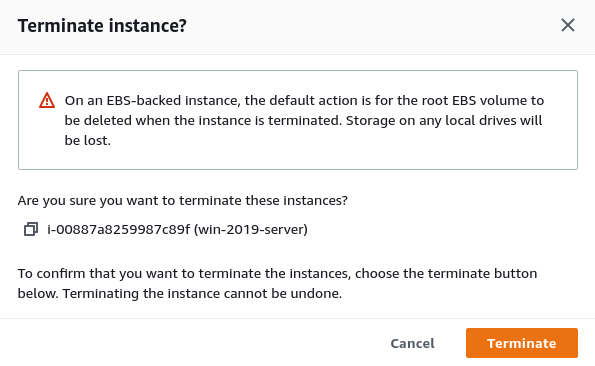 Terminate instance?
On an EBS-backed instance, the default action is for the root EBS volume to
be deleted when the instance is terminated. Storage on any local drives will
be lost.
Are you sure you want to terminate these instances?
i-00887a8259987c89f (win-2019-server)
To confirm that you want to terminate the instances, choose the terminate button
below. Terminating the instance cannot be undone.
Cancel
Terminate